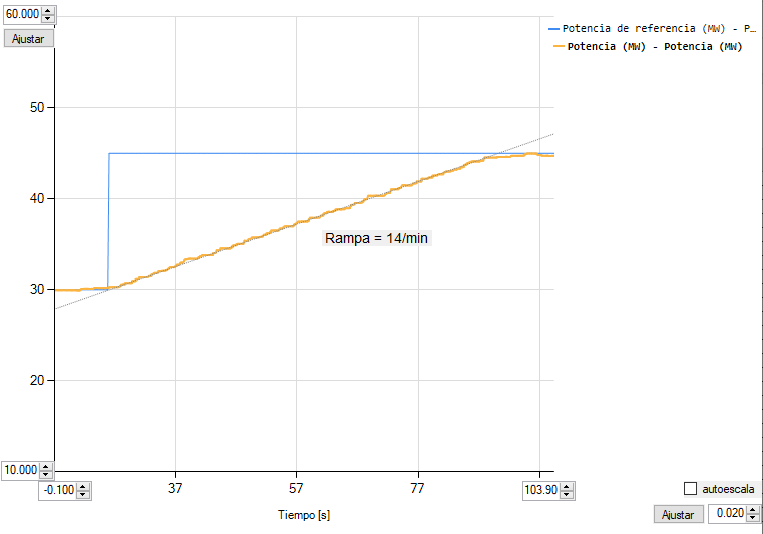 60.000
Ajustar
Potencia de referencia (MW) - P...
Potencia (MW) - Potencia (MW)
50
40
Rampa = 14/min
30
20
10.000
-0.100
37
57
77
103.90
autoescala
Tiempo [s]
Ajustar
0.020